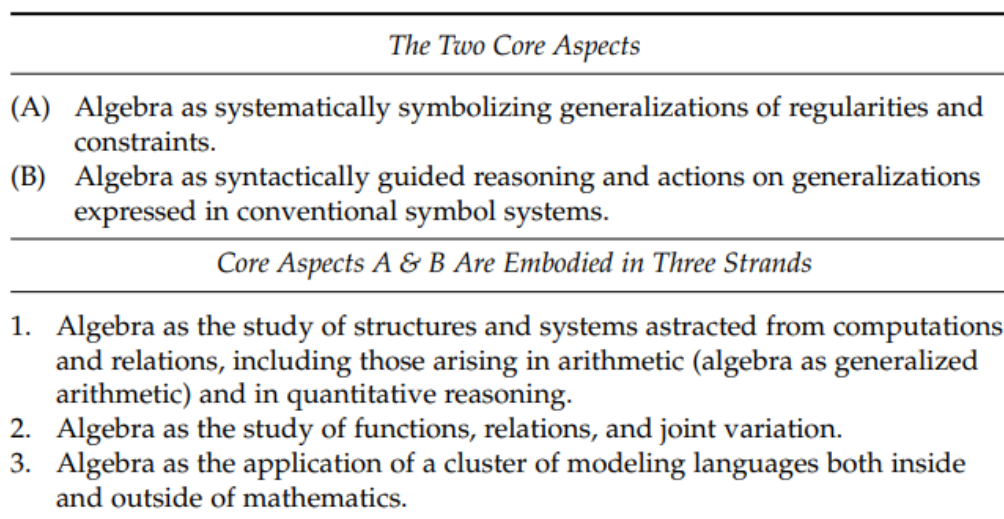 The Two Core Aspects
(A) Algebra as systematically symbolizing generalizations of regularities and
constraints.
(B) Algebra as syntactically guided reasoning and actions on generalizations
expressed in conventional symbol systems.
Core Aspects A & B Are Embodied in Three Strands
1. Algebra as the study of structures and systems astracted from computations
and relations, including those arising in arithmetic (algebra as generalized
arithmetic) and in quantitative reasoning.
2. Algebra as the study of functions, relations, and joint variation.
3. Algebra as the application of a cluster of modeling languages both inside
and outside of mathematics.